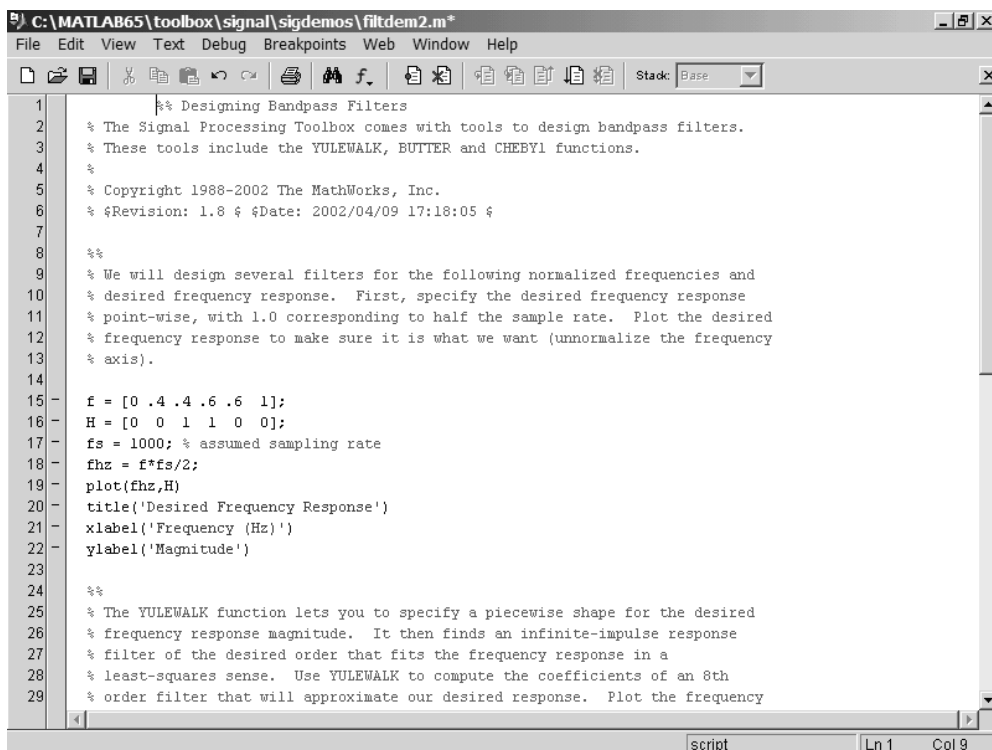 C:\MATLAB65\toolbox\signal\sigdemos\filtdem2.m*
File Edit View Text Debug Breakpoints Web Window Help
Stack: Base
1 %% Designing Bandpass Filters
2 % The Signal Processing Toolbox comes with tools to design bandpass filters.
3 % These tools include the YULEWALK, BUTTER and CHEBY1 functions.
4 %
5 % Copyright 1988-2002 The MathWorks, Inc.
6 % $Revision: 1.8 $ $Date: 2002/04/09 17:18:05 $
7
8 %%
9 % We will design several filters for the following normalized frequencies and
10 % desired frequency response.  First, specify the desired frequency response
11 % point-wise, with 1.0 corresponding to half the sample rate.  Plot the desired
12 % frequency response to make sure it is what we want (unnormalize the frequency
13 % axis).
14
15 - f = [0 .4 .4 .6 .6  1];
16 - H = [0  0  1  1  0  0];
17 - fs = 1000; % assumed sampling rate
18 - fhz = f*fs/2;
19 - plot(fhz,H)
20 - title('Desired Frequency Response')
21 - xlabel('Frequency (Hz)')
22 - ylabel('Magnitude')
23
24 %%
25 % The YULEWALK function lets you to specify a piecewise shape for the desired
26 % frequency response magnitude.  It then finds an infinite-impulse response
27 % filter of the desired order that fits the frequency response in a
28 % least-squares sense.  Use YULEWALK to compute the coefficients of an 8th
29 % order filter that will approximate our desired response.  Plot the frequency
script Ln 1 Col 9